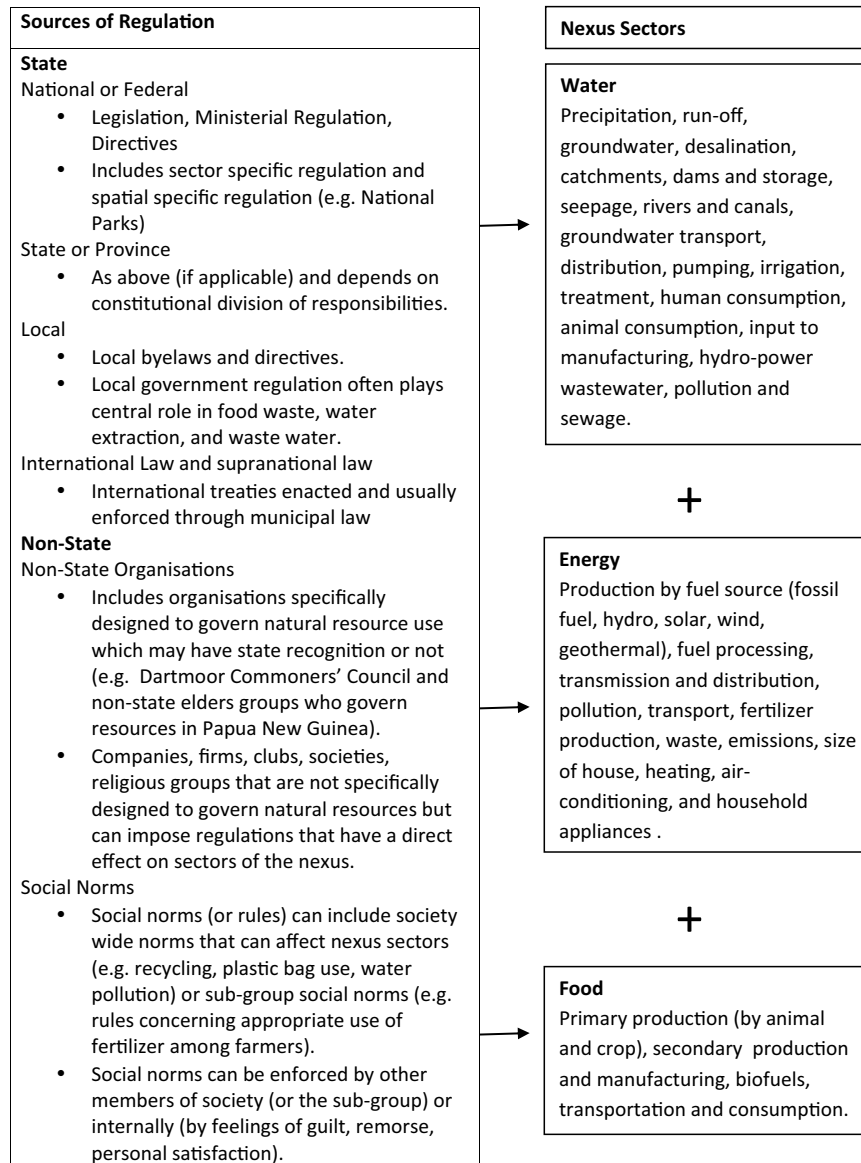 Sources of Regulation
State
National or Federal
• Legislation, Ministerial Regulation,
Directives
• Includes sector specific regulation and
spatial specific regulation (e.g. National
Parks)
State or Province
• As above (if applicable) and depends on
constitutional division of responsibilities.
Local
• Local byelaws and directives.
• Local government regulation often plays
central role in food waste, water
extraction, and waste water.
International Law and supranational law
• International treaties enacted and usually
enforced through municipal law
Non-State
Non-State Organisations
• Includes organisations specifically
designed to govern natural resource use
which may have state recognition or not
(e.g. Dartmoor Commoners’ Council and
non-state elders groups who govern
resources in Papua New Guinea).
• Companies, firms, clubs, societies,
religious groups that are not specifically
designed to govern natural resources but
can impose regulations that have a direct
effect on sectors of the nexus.
Social Norms
• Social norms (or rules) can include society
wide norms that can affect nexus sectors
(e.g. recycling, plastic bag use, water
pollution) or sub-group social norms (e.g.
rules concerning appropriate use of
fertilizer among farmers).
• Social norms can be enforced by other
members of society (or the sub-group) or
internally (by feelings of guilt, remorse,
personal satisfaction).
Nexus Sectors
Water
Precipitation, run-off,
groundwater, desalination,
catchments, dams and storage,
seepage, rivers and canals,
groundwater transport,
distribution, pumping, irrigation,
treatment, human consumption,
animal consumption, input to
manufacturing, hydro-power
wastewater, pollution and
sewage.
+
Energy
Production by fuel source (fossil
fuel, hydro, solar, wind,
geothermal), fuel processing,
transmission and distribution,
pollution, transport, fertilizer
production, waste, emissions, size
of house, heating, air-
conditioning, and household
appliances .
+
Food
Primary production (by animal
and crop), secondary production
and manufacturing, biofuels,
transportation and consumption.